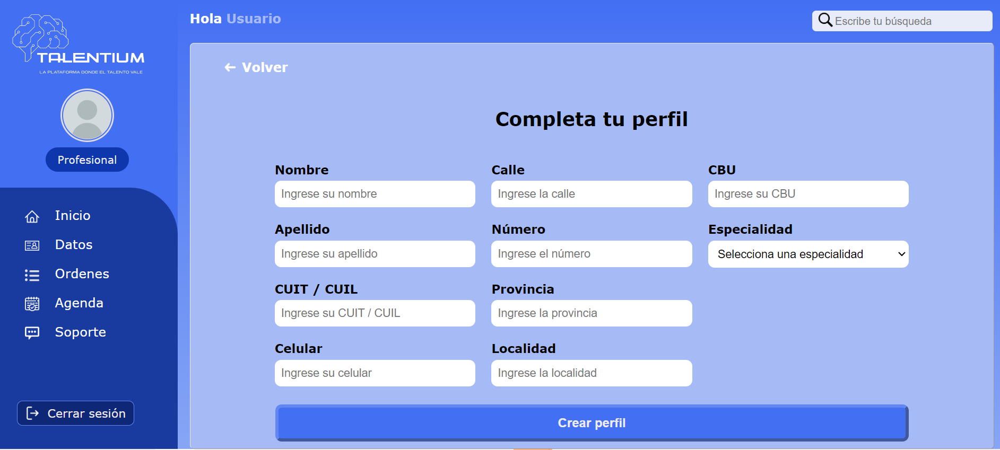 TALENTIUM
LA PLATAFORMA DONDE EL TALENTO VALE
Profesional
Inicio
Datos
Ordenes
Agenda
Soporte
Cerrar sesión
Hola Usuario
Escribe tu búsqueda
← Volver
Completa tu perfil
Nombre
Ingrese su nombre
Calle
Ingrese la calle
CBU
Ingrese su CBU
Apellido
Ingrese su apellido
Número
Ingrese el número
Especialidad
Selecciona una especialidad
CUIT / CUIL
Ingrese su CUIT / CUIL
Provincia
Ingrese la provincia
Celular
Ingrese su celular
Localidad
Ingrese la localidad
Crear perfil